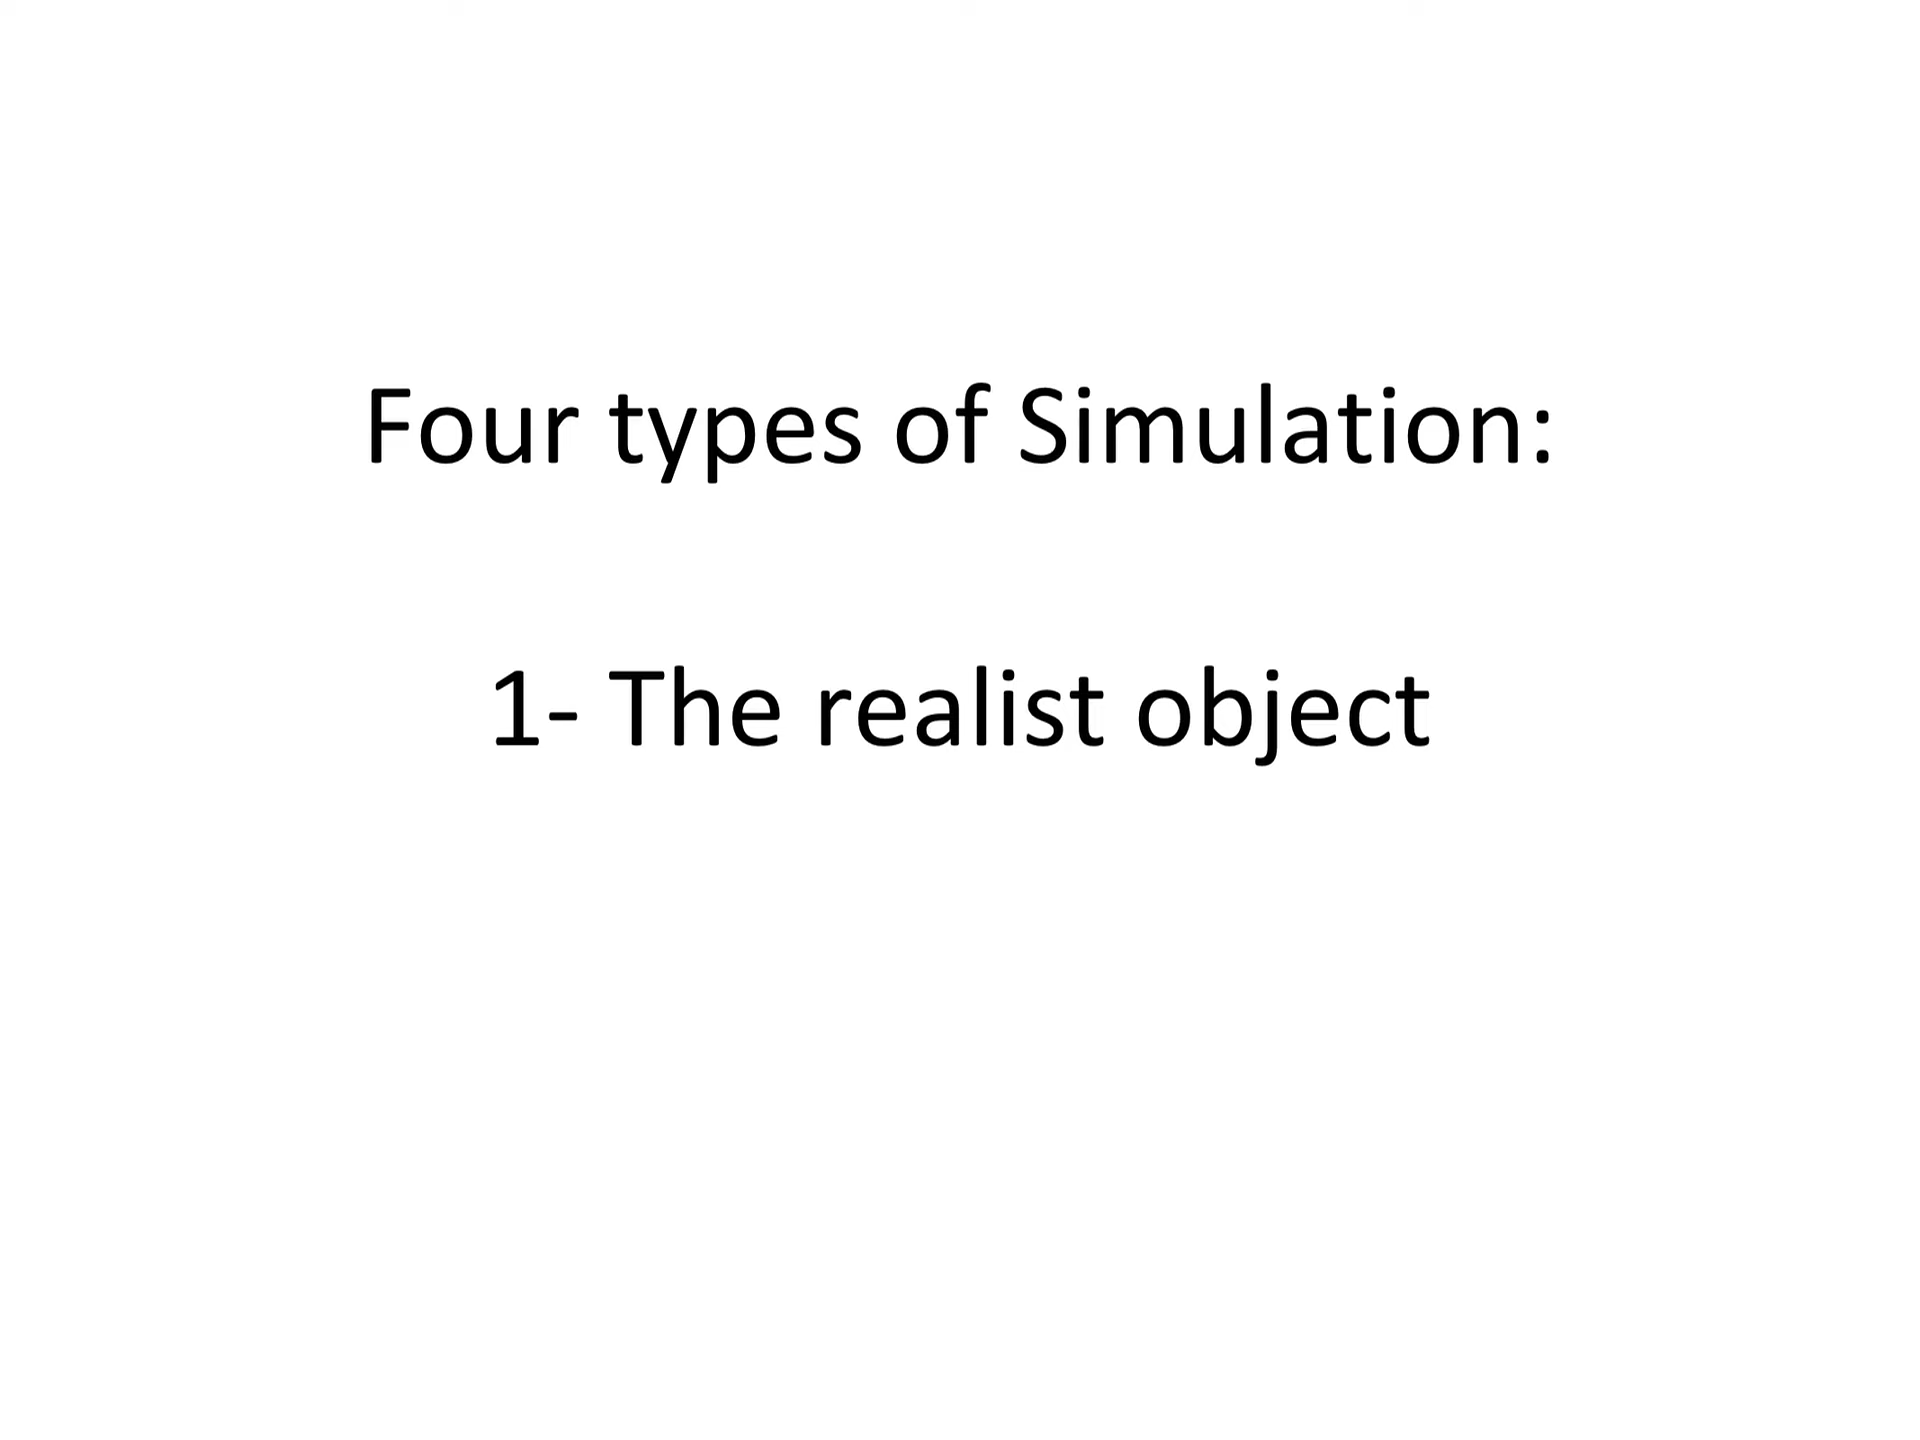 Four types of Simulation:
1- The realist object